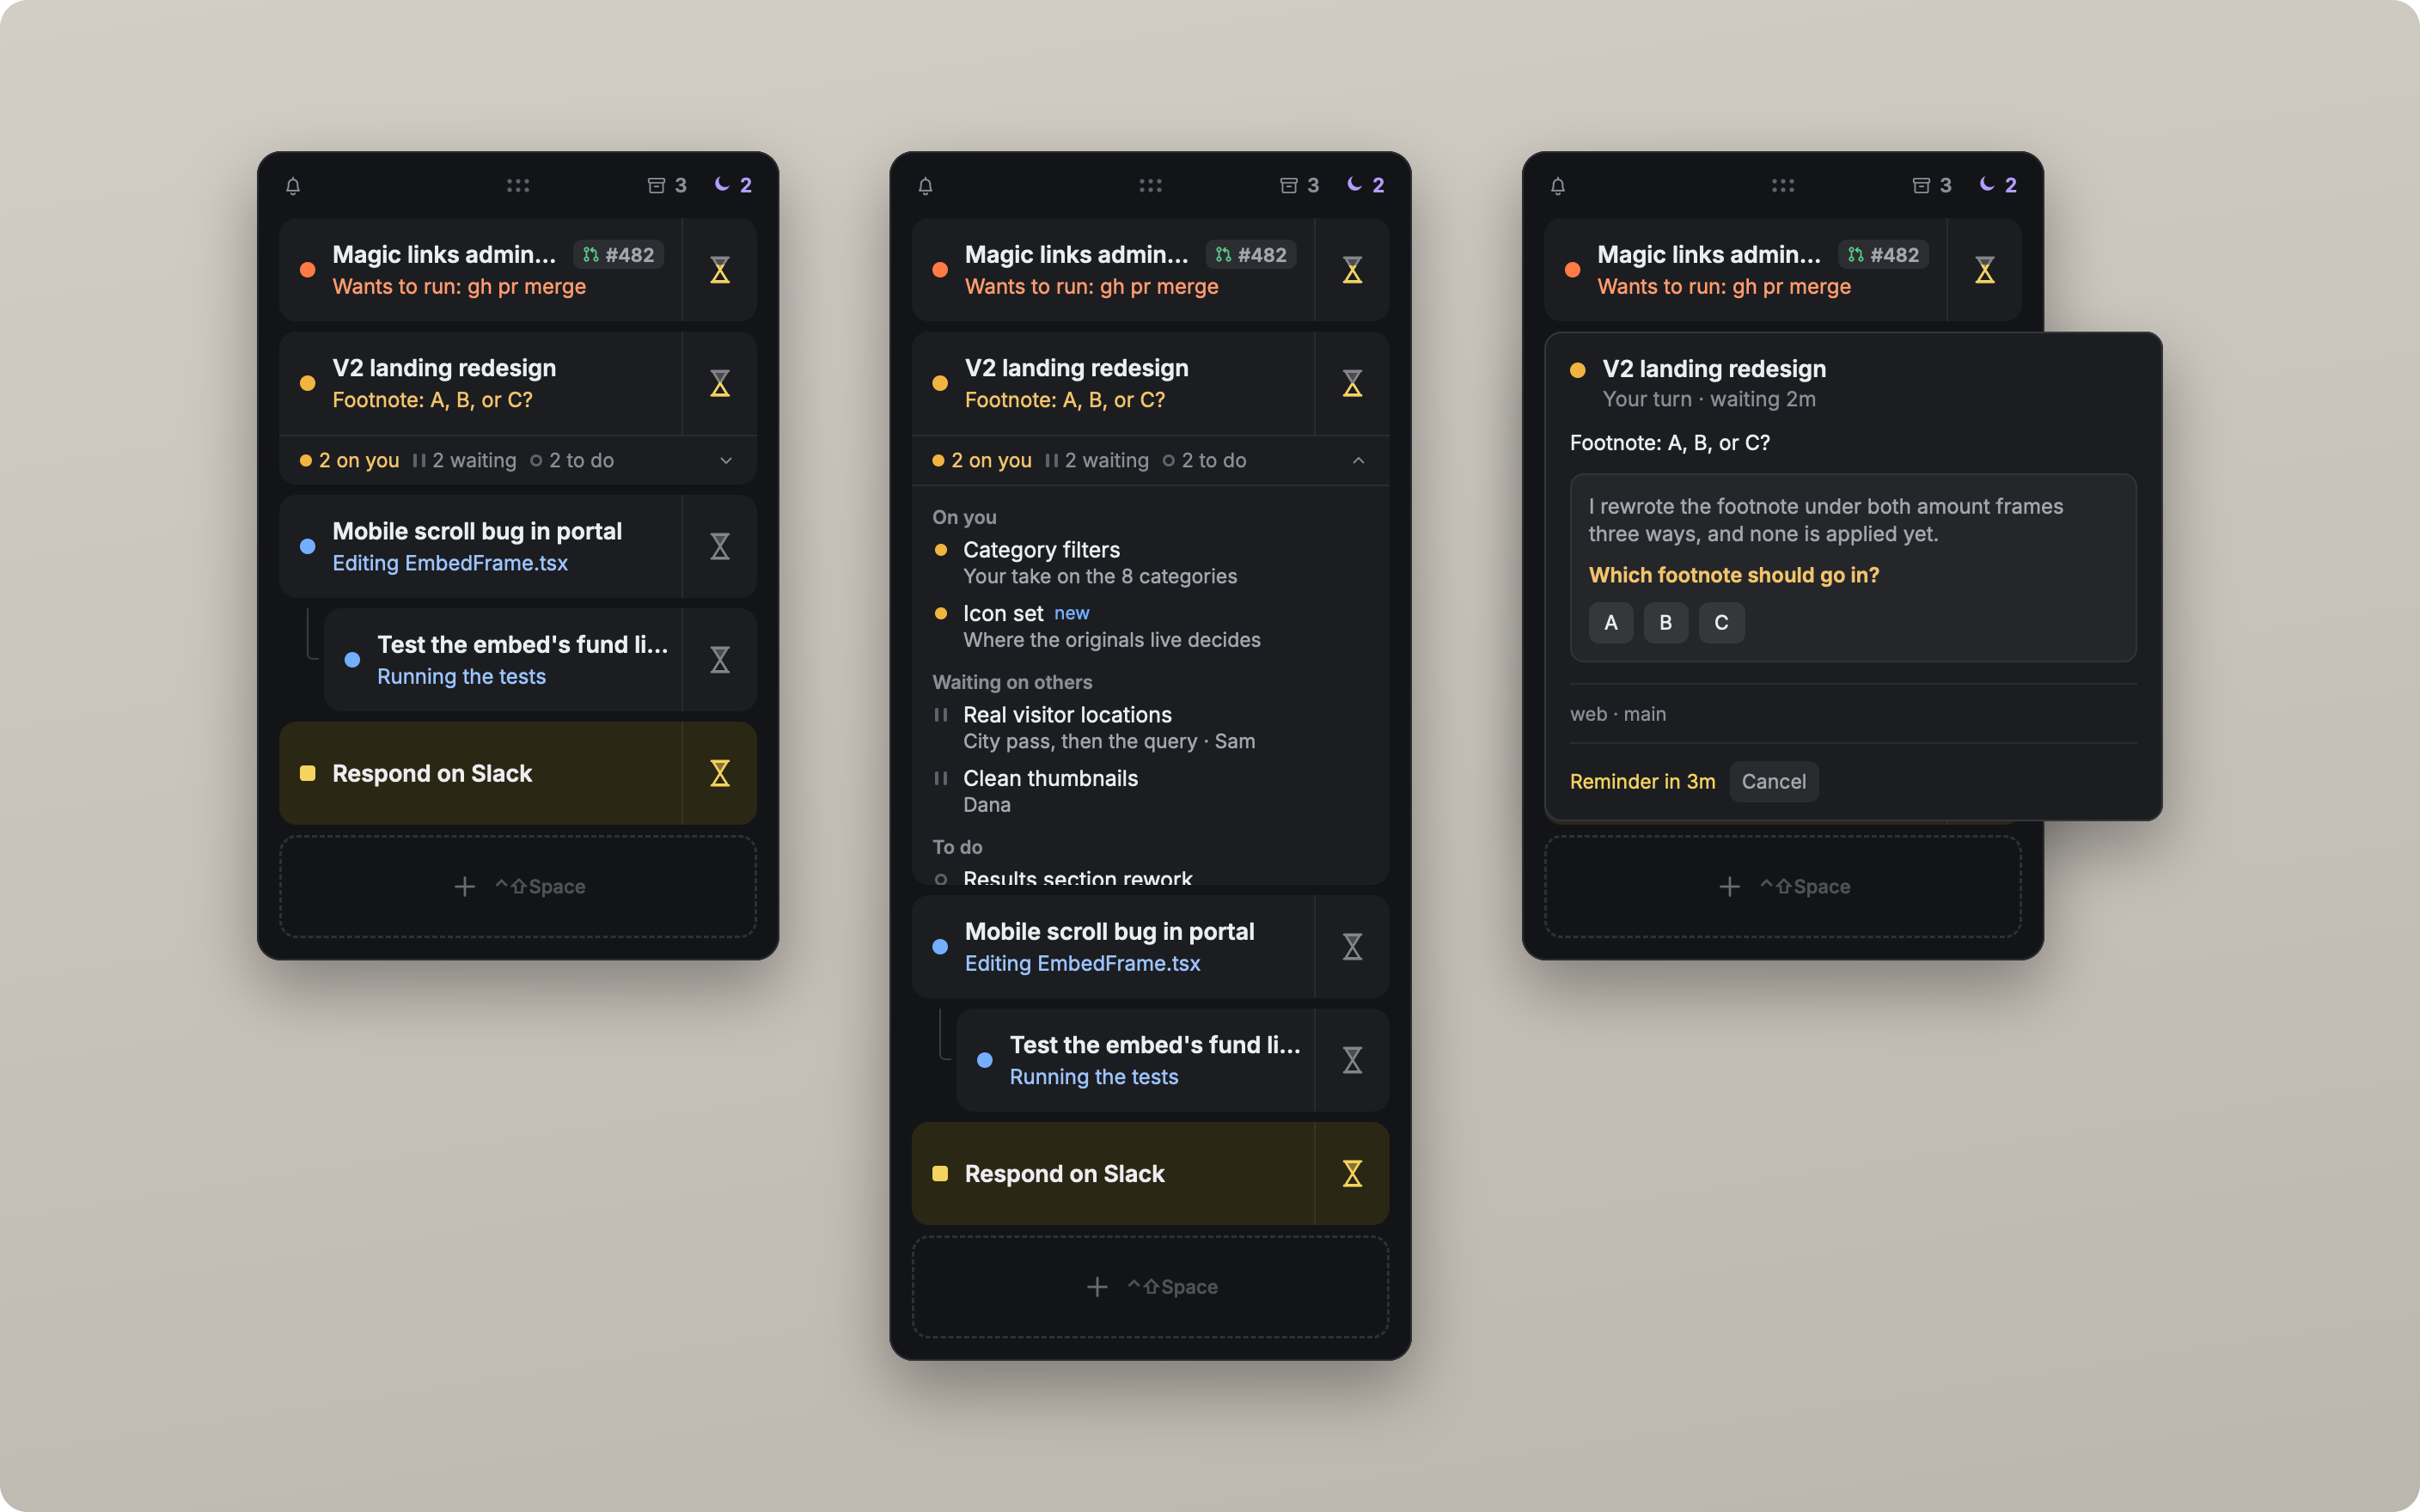 3 2
Magic links admin... #482
Wants to run: gh pr merge
V2 landing redesign
Footnote: A, B, or C?
2 on you 2 waiting 2 to do
Mobile scroll bug in portal
Editing EmbedFrame.tsx
Test the embed's fund li...
Running the tests
Respond on Slack
+ ^⇧Space
3 2
Magic links admin... #482
Wants to run: gh pr merge
V2 landing redesign
Footnote: A, B, or C?
2 on you 2 waiting 2 to do
On you
Category filters
Your take on the 8 categories
Icon set new
Where the originals live decides
Waiting on others
Real visitor locations
City pass, then the query · Sam
Clean thumbnails
Dana
To do
Results section rework
Mobile scroll bug in portal
Editing EmbedFrame.tsx
Test the embed's fund li...
Running the tests
Respond on Slack
+ ^⇧Space
3 2
Magic links admin... #482
Wants to run: gh pr merge
V2 landing redesign
Your turn · waiting 2m
Footnote: A, B, or C?
I rewrote the footnote under both amount frames
three ways, and none is applied yet.
Which footnote should go in?
A B C
web · main
Reminder in 3m Cancel
+ ^⇧Space